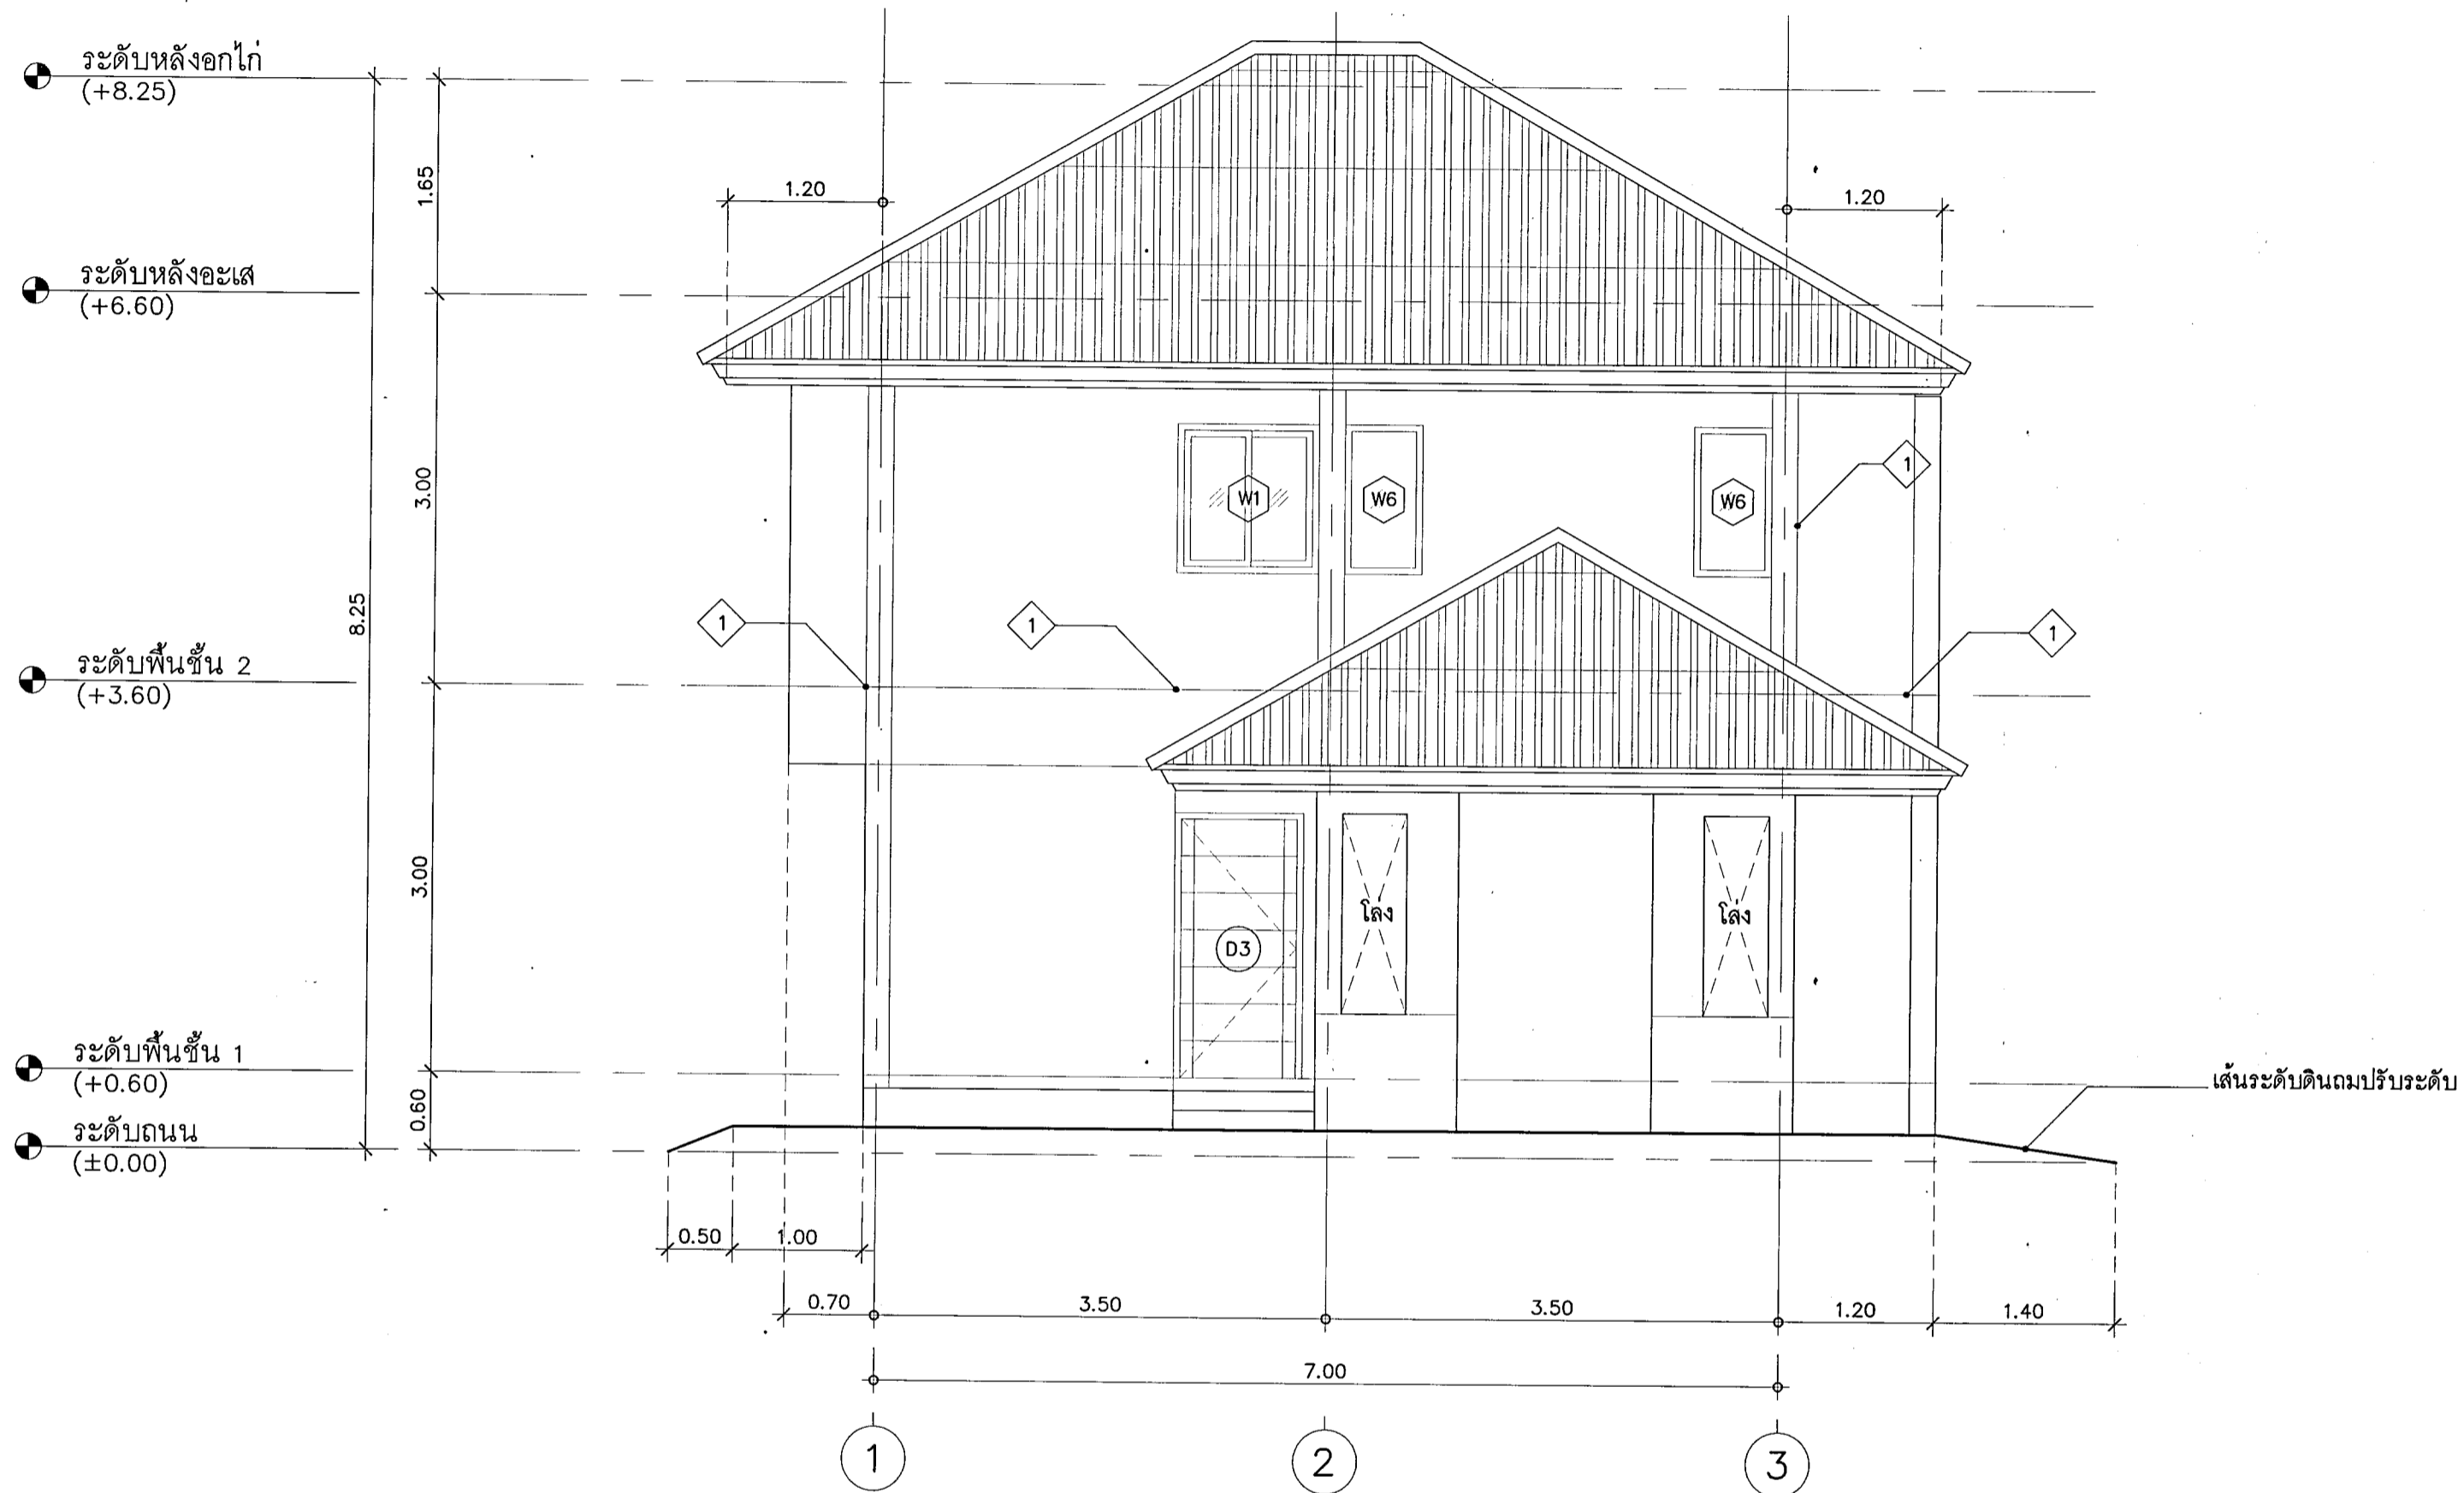 ระดับหลังอกไก่
(+8.25)
1.65
1.20
1.20
ระดับหลังอะเส
(+6.60)
3.00
W1
W6
W6
1
8.25
1
1
1
ระดับพื้นชั้น 2
(+3.60)
3.00
โล่ง
โล่ง
D3
ระดับพื้นชั้น 1
(+0.60)
0.60
เส้นระดับดินถมปรับระดับ
ระดับถนน
(±0.00)
0.50
1.00
0.70
3.50
3.50
1.20
1.40
7.00
1
2
3